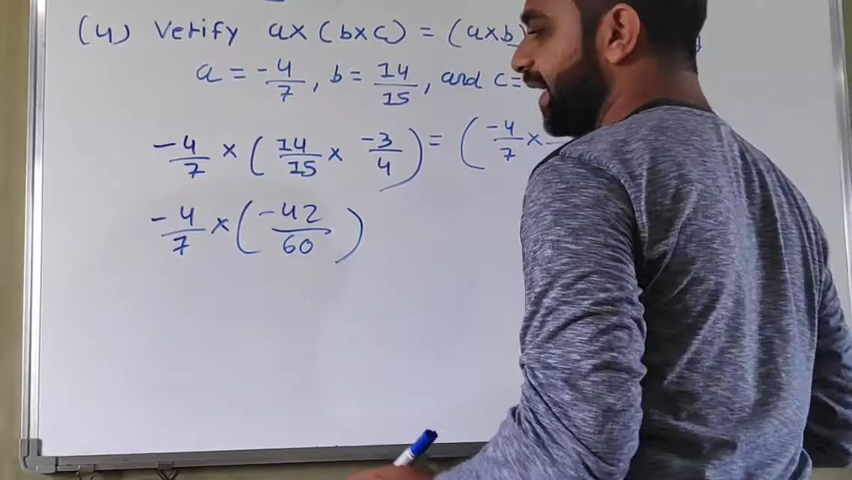 (4) Verify a×(b×c) = (a×b)
a = -4/7, b = 14/15, and c =
-4/7 × (14/15 × -3/4) = (-4/7 ×
-4/7 × (-42/60)